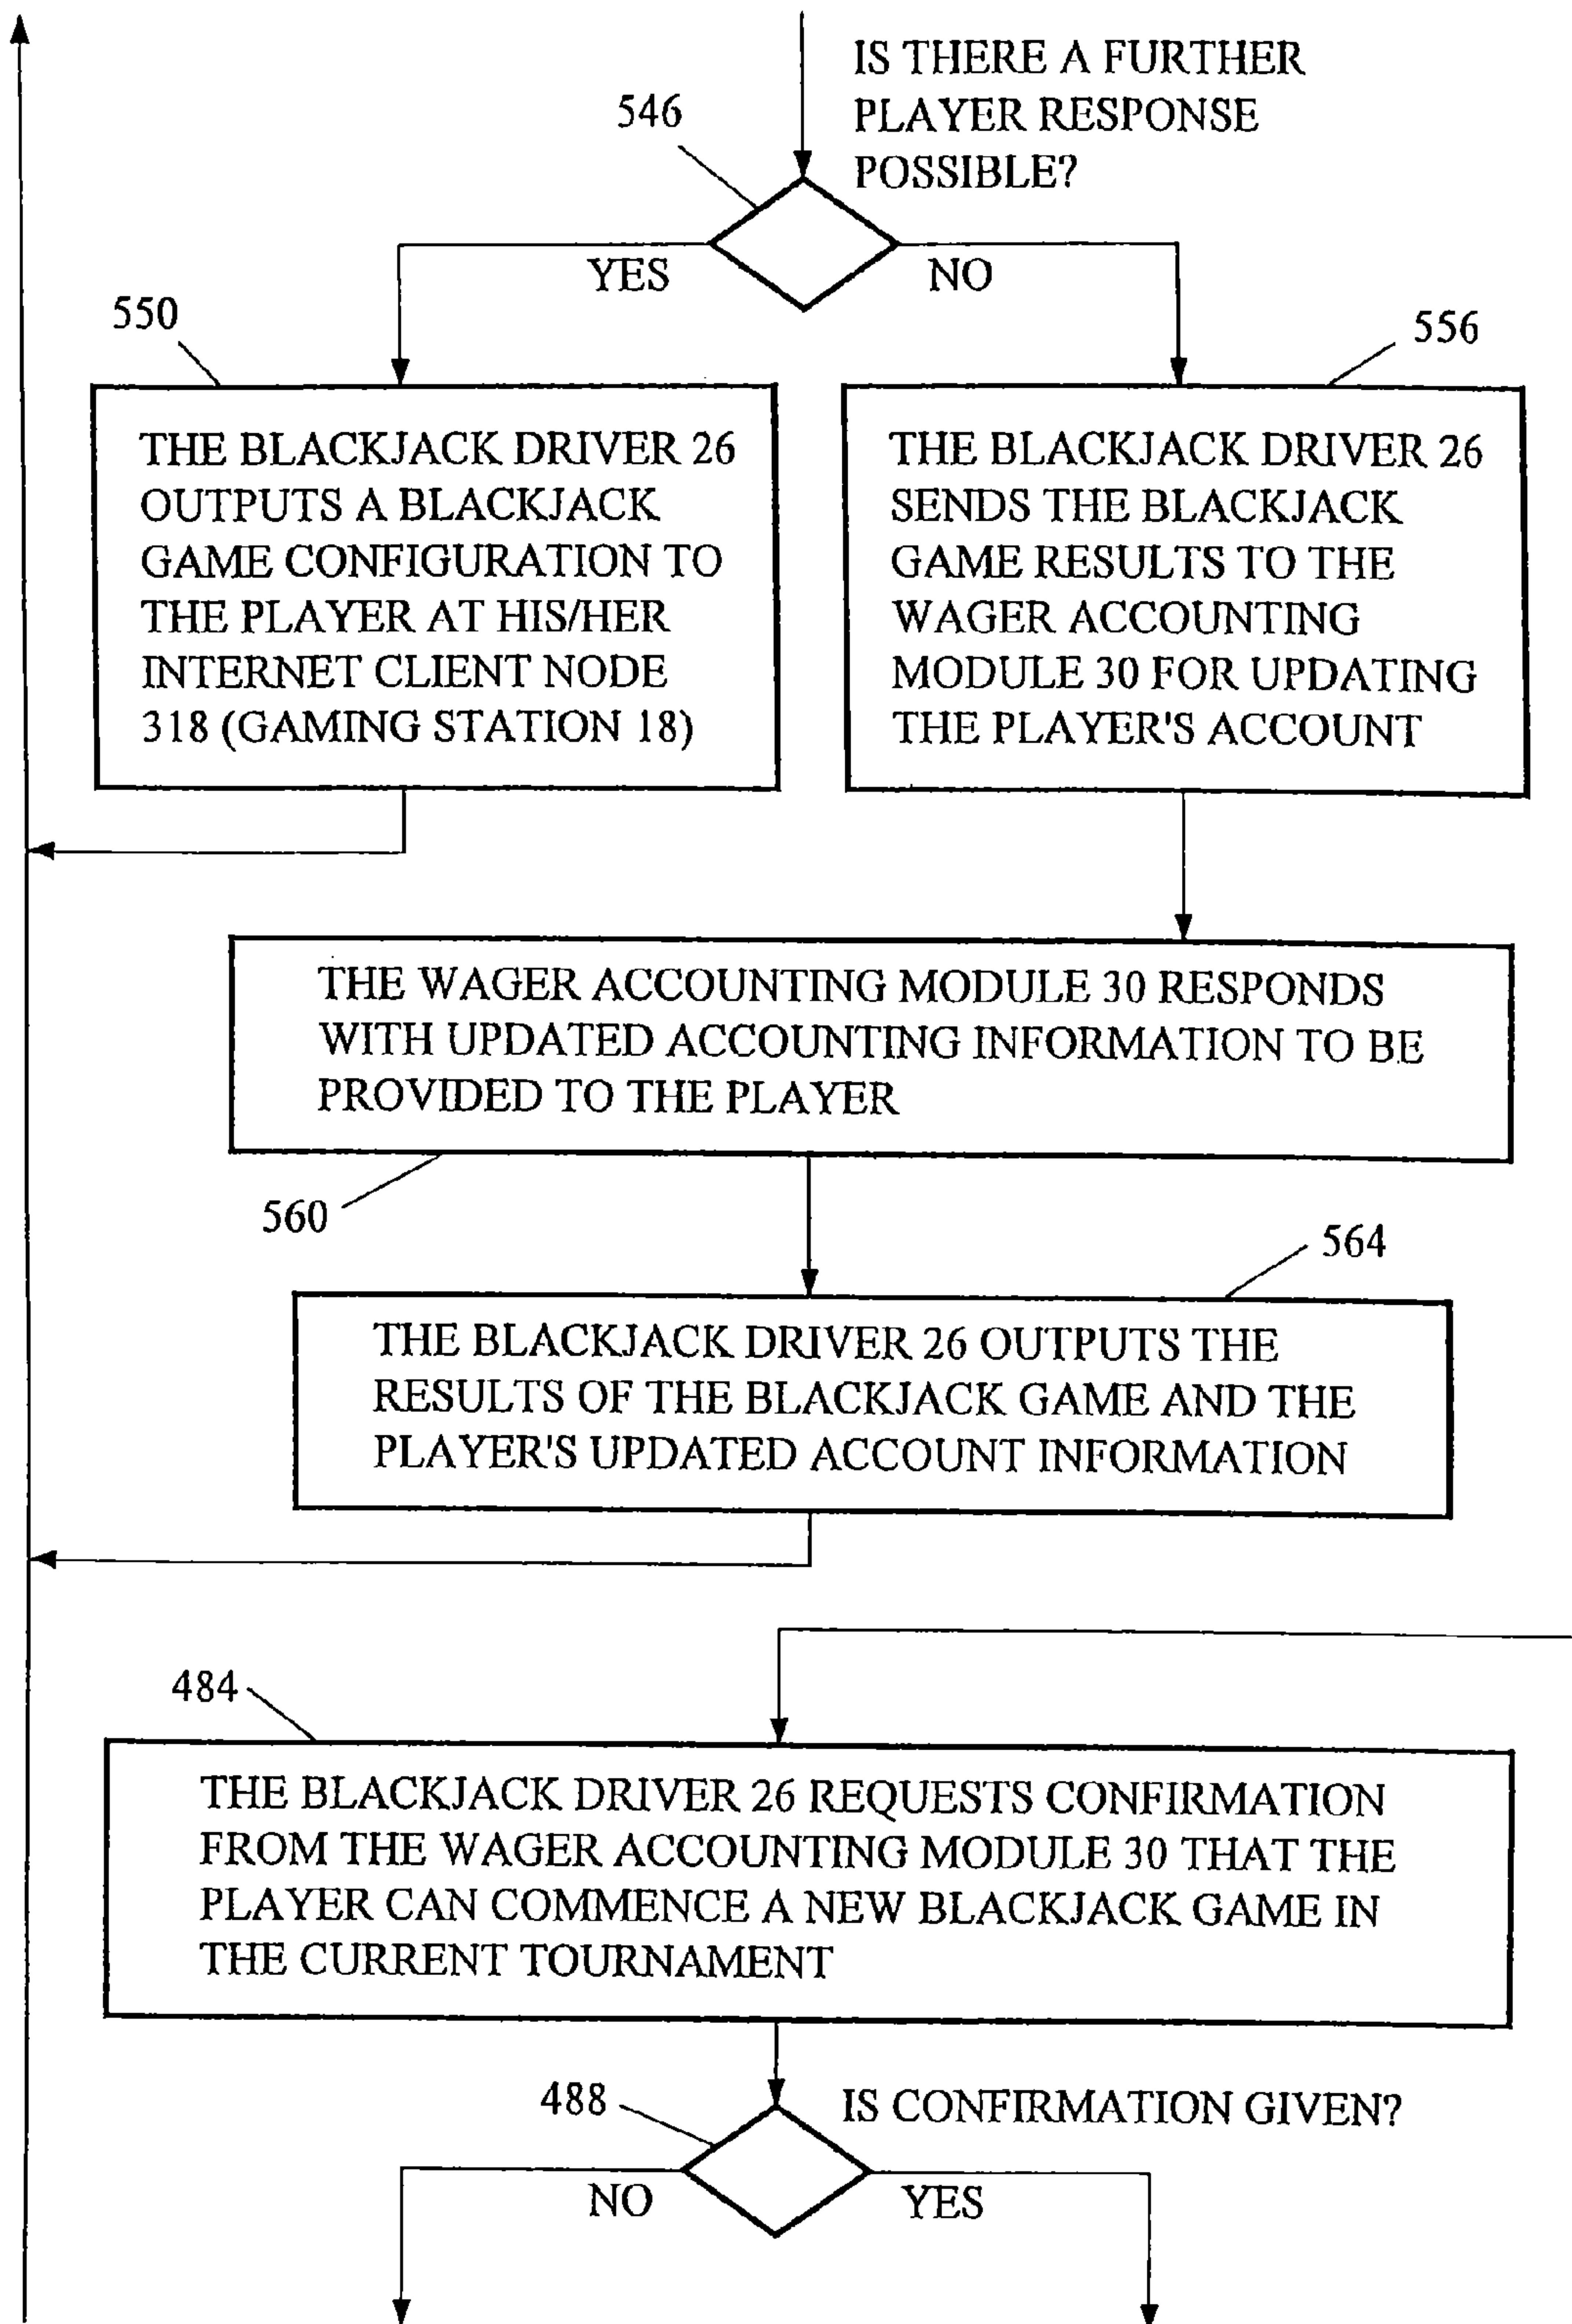 IS THERE A FURTHER
PLAYER RESPONSE
POSSIBLE?
546
YES
NO
550
556
THE BLACKJACK DRIVER 26
OUTPUTS A BLACKJACK
GAME CONFIGURATION TO
THE PLAYER AT HIS/HER
INTERNET CLIENT NODE
318 (GAMING STATION 18)
THE BLACKJACK DRIVER 26
SENDS THE BLACKJACK
GAME RESULTS TO THE
WAGER ACCOUNTING
MODULE 30 FOR UPDATING
THE PLAYER'S ACCOUNT
THE WAGER ACCOUNTING MODULE 30 RESPONDS
WITH UPDATED ACCOUNTING INFORMATION TO BE
PROVIDED TO THE PLAYER
560
564
THE BLACKJACK DRIVER 26 OUTPUTS THE
RESULTS OF THE BLACKJACK GAME AND THE
PLAYER'S UPDATED ACCOUNT INFORMATION
484
THE BLACKJACK DRIVER 26 REQUESTS CONFIRMATION
FROM THE WAGER ACCOUNTING MODULE 30 THAT THE
PLAYER CAN COMMENCE A NEW BLACKJACK GAME IN
THE CURRENT TOURNAMENT
488
IS CONFIRMATION GIVEN?
NO
YES